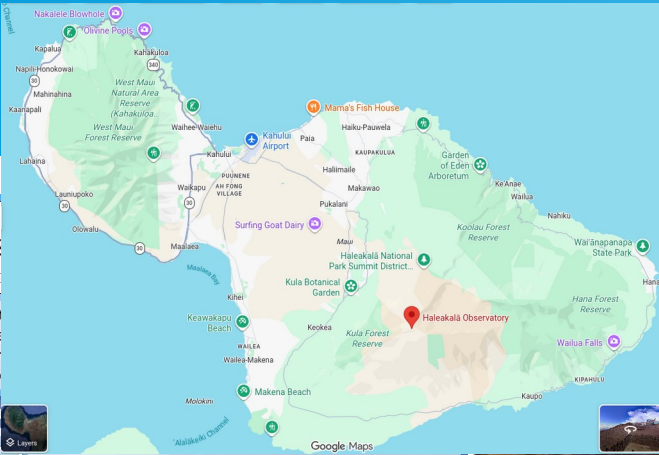 Channel
Nakalele Blowhole
Olivine Pools
Kapalua
Kahakuloa
340
Napili-Honokowai
30
Mahinahina
Kaanapali
West Maui
Natural Area
Reserve
(Kahakuloa...
West Maui
Forest Reserve
Waihee-Waiehu
Mama's Fish House
Kahului
Airport
Paia
Haiku-Pauwela
Lahaina
Kahului
PUUNENE
KAUPAKULUA
Garden
of Eden
Arboretum
Haliimaile
Launiupoko
Waikapu
AH FONG
VILLAGE
Makawao
Ke'Anae
Wailua
30
Olowalu
Pukalani
Nahiku
Surfing Goat Dairy
Koolau Forest
Reserve
30
Maalaea
Maui
Waiʻānapanapa
State Park
Maalaea Bay
Haleakalā National
Park Summit District...
Hana
Kihei
Kula Botanical
Garden
Hana Forest
Reserve
Keawakapu
Beach
Keokea
Kula Forest
Reserve
Haleakalā Observatory
WAILEA
Wailea-Makena
Wailua Falls
KIPAHULU
Makena Beach
Molokini
Kaupo
ʻAlalākeiki Channel
Layers
Google Maps